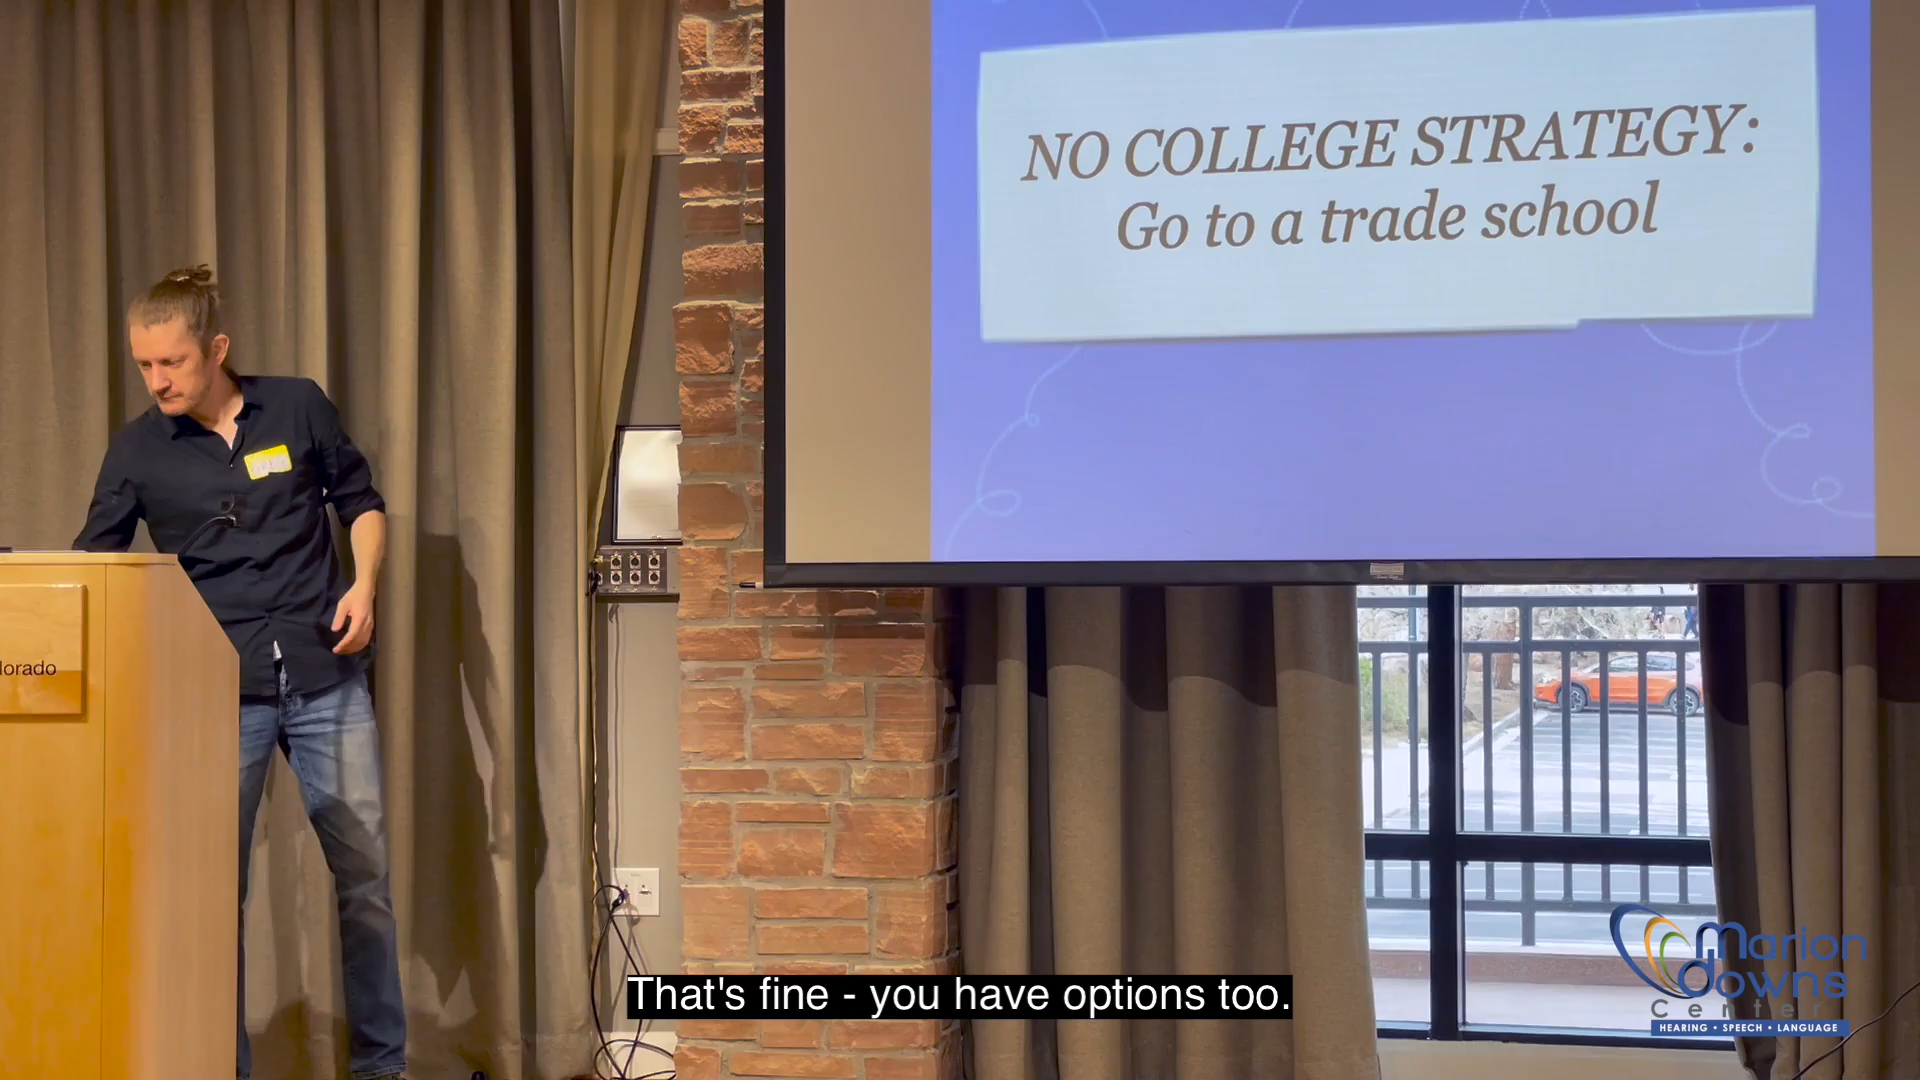 NO COLLEGE STRATEGY:
Go to a trade school
lorado
That's fine - you have options too.
Marion
Downs
Center
HEARING • SPEECH • LANGUAGE